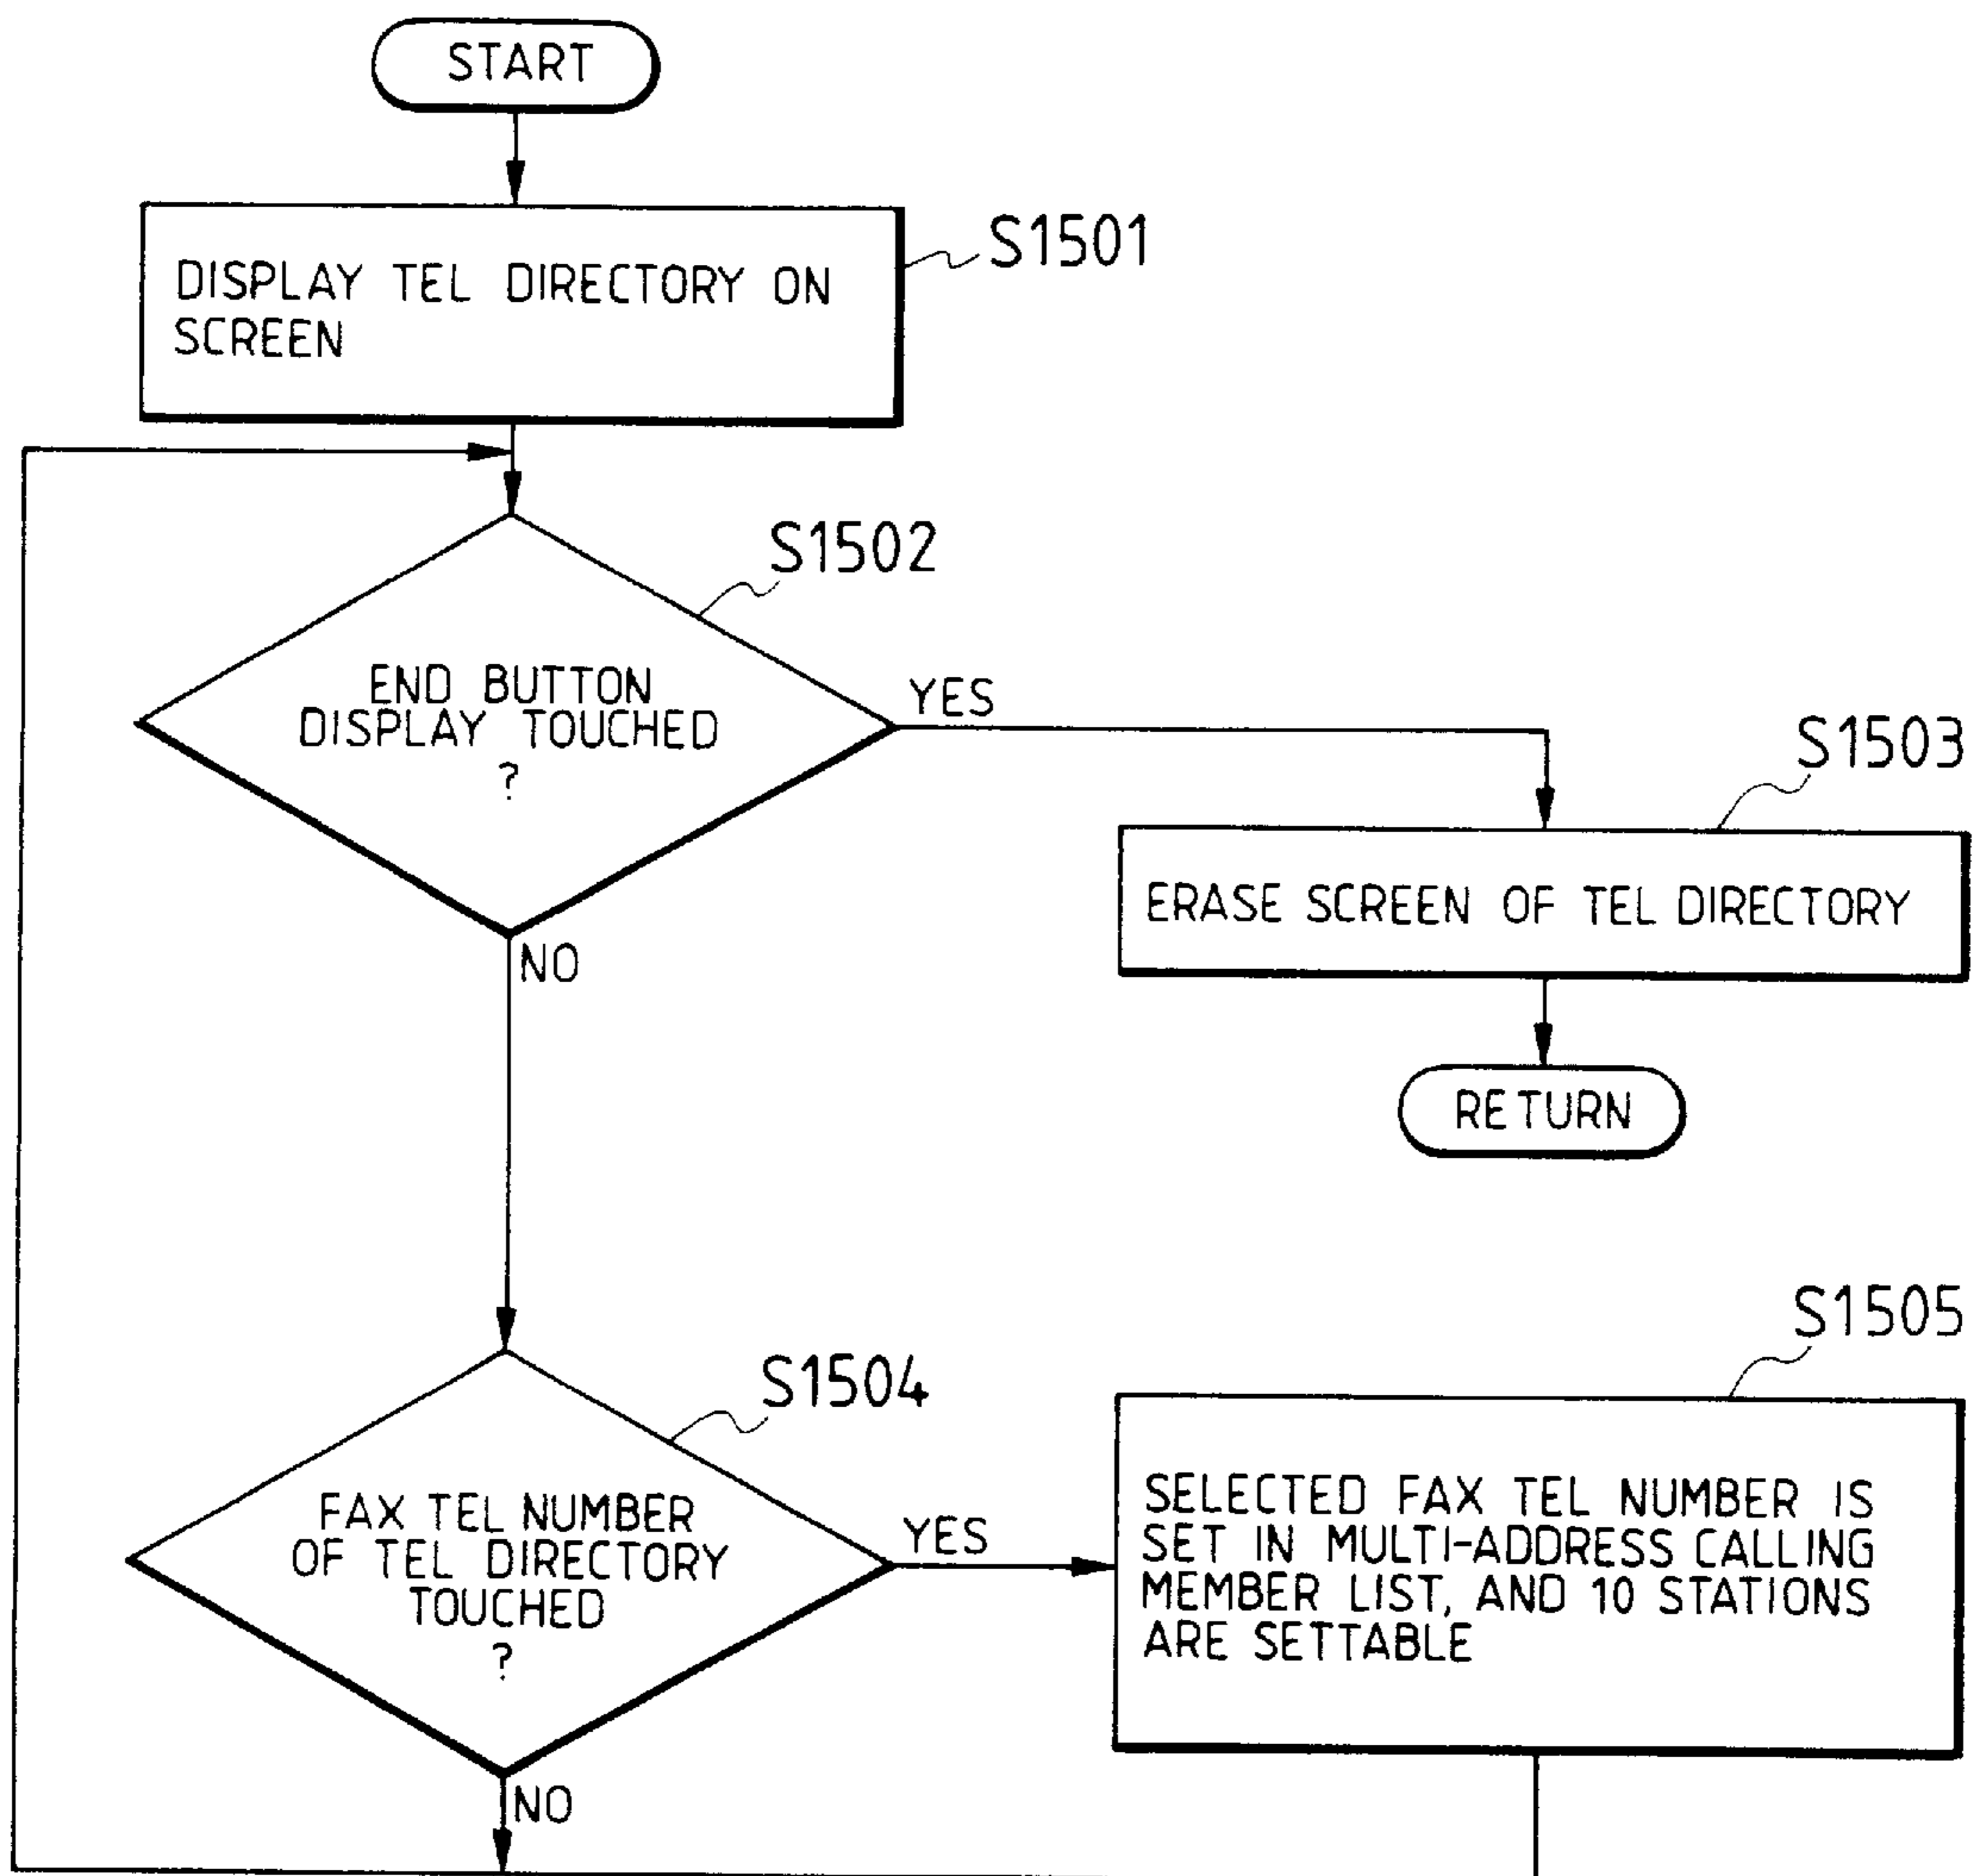 START
S1501
DISPLAY TEL DIRECTORY ON
SCREEN
S1502
END BUTTON
DISPLAY TOUCHED
?
YES
NO
S1503
ERASE SCREEN OF TEL DIRECTORY
RETURN
S1504
FAX TEL NUMBER
OF TEL DIRECTORY
TOUCHED
?
YES
NO
S1505
SELECTED FAX TEL NUMBER IS
SET IN MULTI-ADDRESS CALLING
MEMBER LIST, AND 10 STATIONS
ARE SETTABLE